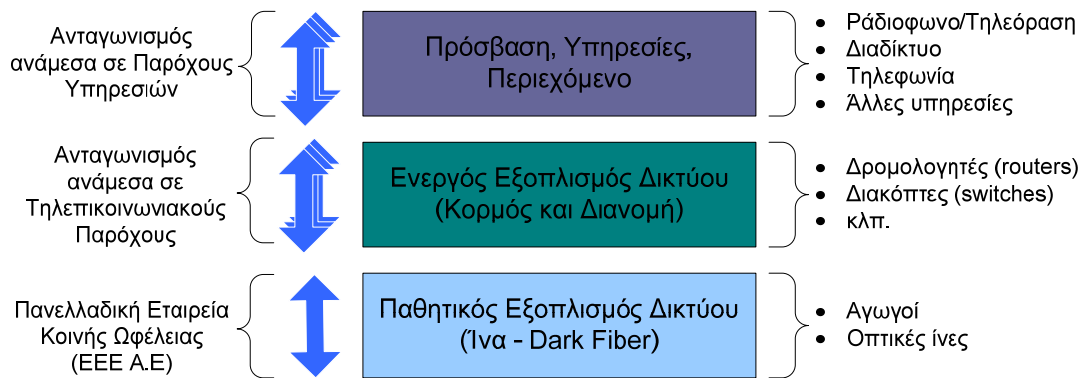 Ανταγωνισμός
ανάμεσα σε Παρόχους
Υπηρεσιών
Πρόσβαση, Υπηρεσίες,
Περιεχόμενο
• Ράδιοφωνο/Τηλεόραση
• Διαδίκτυο
• Τηλεφωνία
• Άλλες υπηρεσίες
Ανταγωνισμός
ανάμεσα σε
Τηλεπικοινωνιακούς
Παρόχους
Ενεργός Εξοπλισμός Δικτύου
(Κορμός και Διανομή)
• Δρομολογητές (routers)
• Διακόπτες (switches)
• κλπ.
Πανελλαδική Εταιρεία
Κοινής Ωφέλειας
(ΕΕΕ Α.Ε)
Παθητικός Εξοπλισμός Δικτύου
(Ίνα - Dark Fiber)
• Αγωγοί
• Οπτικές ίνες